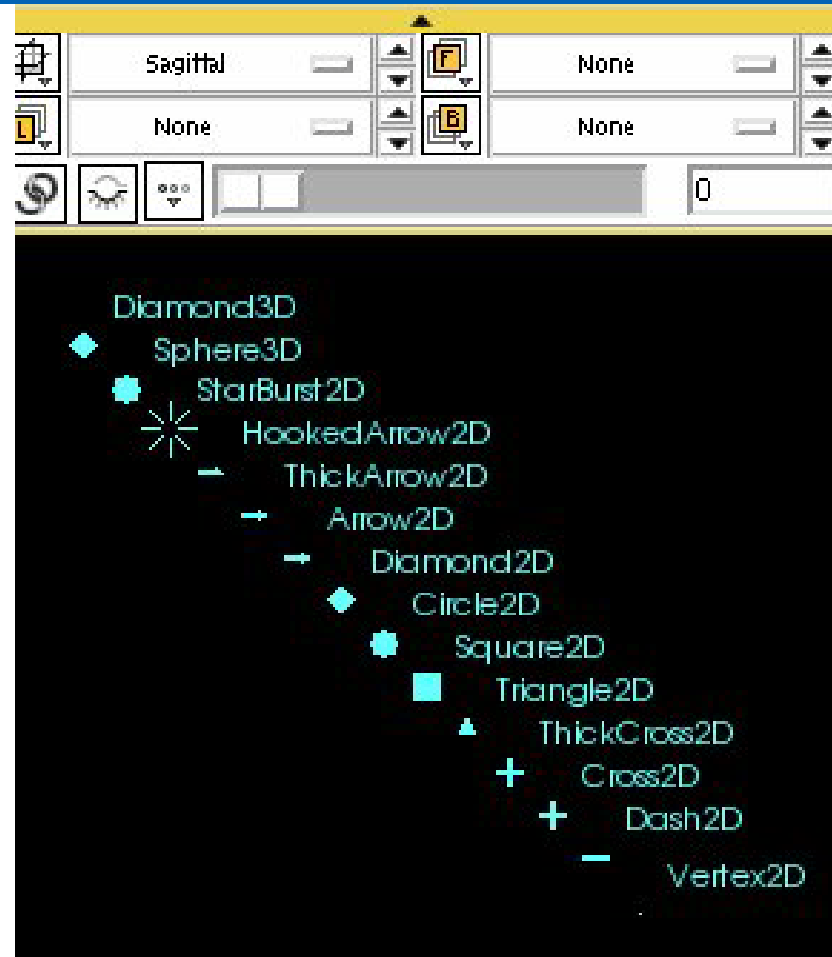 Sagittal F None
L None B None
0
Diamond3D
Sphere3D
StarBurst2D
HookedArrow2D
ThickArrow2D
Arrow2D
Diamond2D
Circle2D
Square2D
Triangle2D
ThickCross2D
Cross2D
Dash2D
Vertex2D